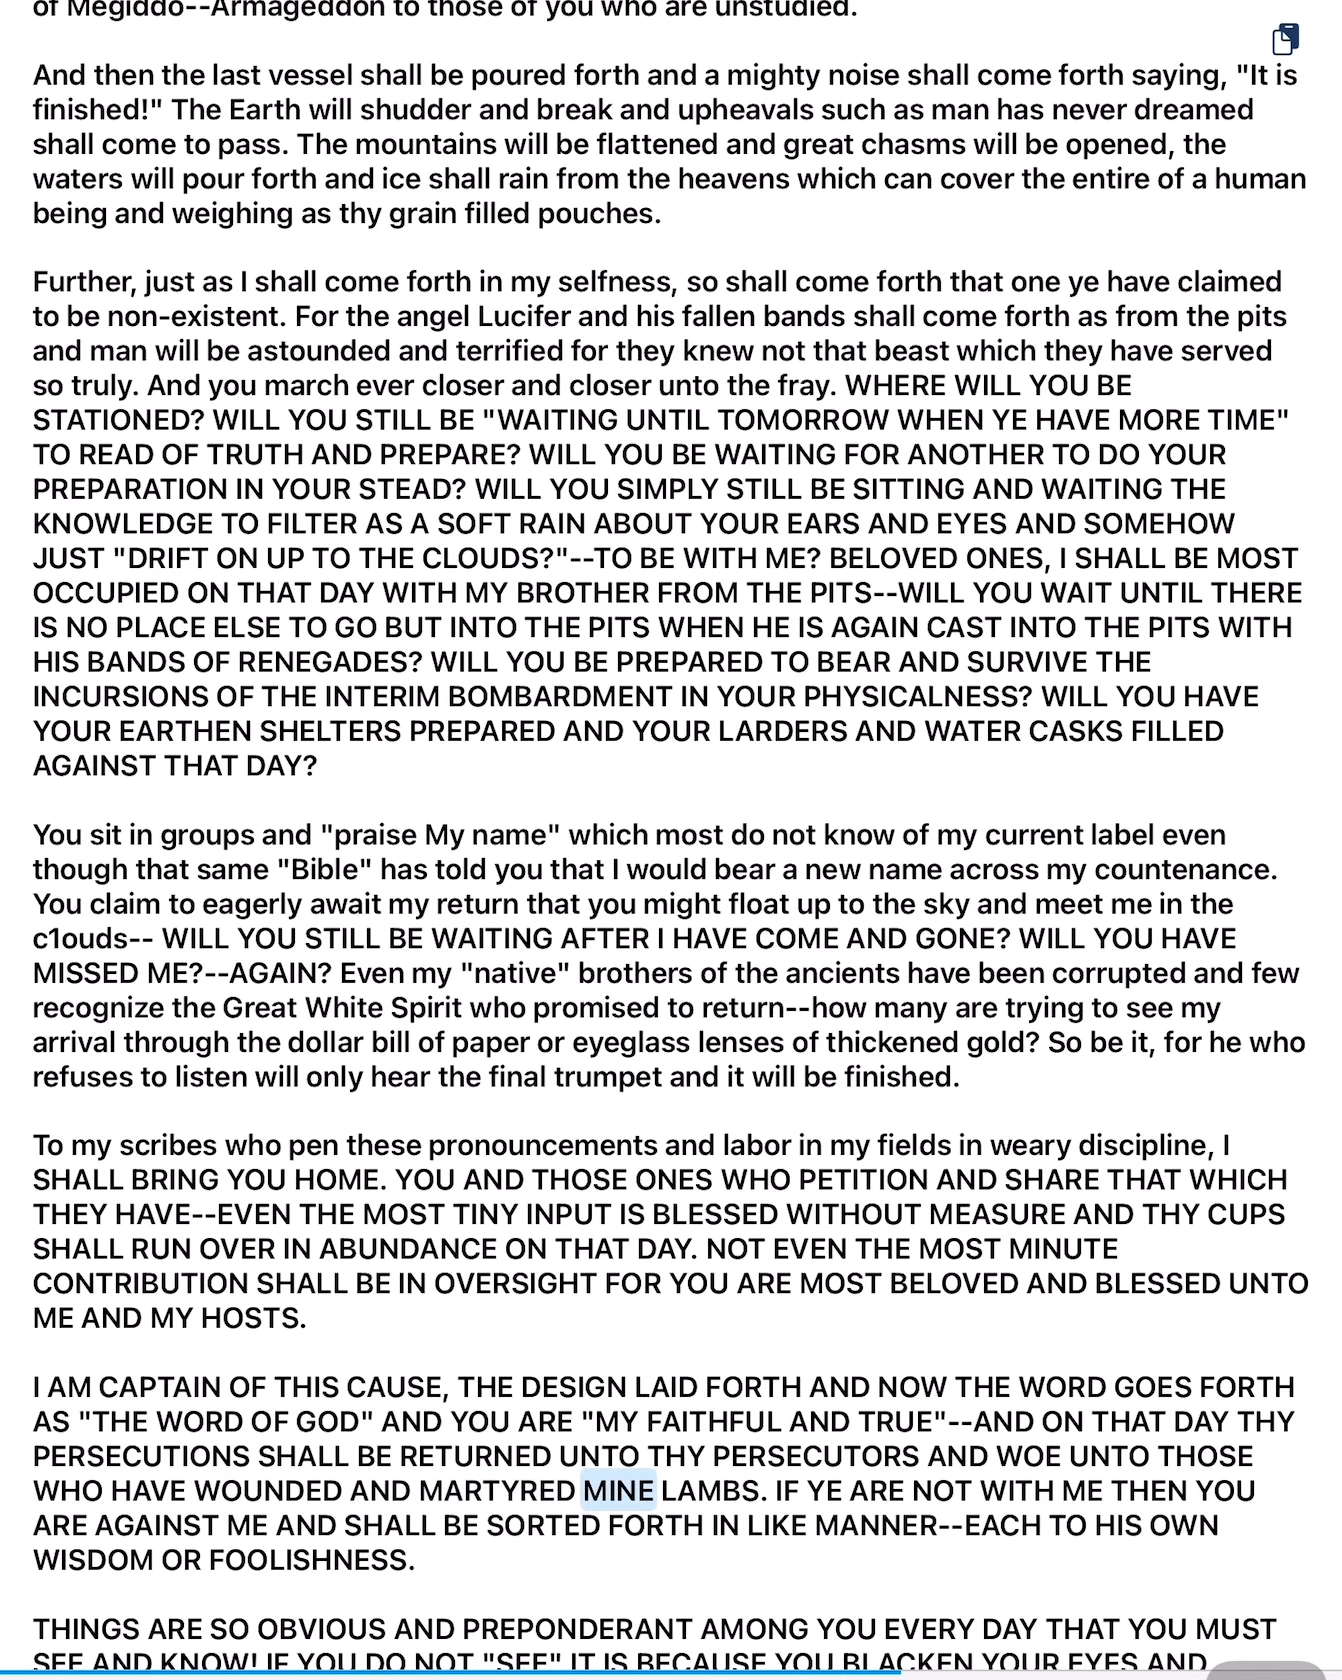 of Megiddo--Armageddon to those of you who are unstudied.
And then the last vessel shall be poured forth and a mighty noise shall come forth saying, "It is
finished!" The Earth will shudder and break and upheavals such as man has never dreamed
shall come to pass. The mountains will be flattened and great chasms will be opened, the
waters will pour forth and ice shall rain from the heavens which can cover the entire of a human
being and weighing as thy grain filled pouches.
Further, just as I shall come forth in my selfness, so shall come forth that one ye have claimed
to be non-existent. For the angel Lucifer and his fallen bands shall come forth as from the pits
and man will be astounded and terrified for they knew not that beast which they have served
so truly. And you march ever closer and closer unto the fray. WHERE WILL YOU BE
STATIONED? WILL YOU STILL BE "WAITING UNTIL TOMORROW WHEN YE HAVE MORE TIME"
TO READ OF TRUTH AND PREPARE? WILL YOU BE WAITING FOR ANOTHER TO DO YOUR
PREPARATION IN YOUR STEAD? WILL YOU SIMPLY STILL BE SITTING AND WAITING THE
KNOWLEDGE TO FILTER AS A SOFT RAIN ABOUT YOUR EARS AND EYES AND SOMEHOW
JUST "DRIFT ON UP TO THE CLOUDS?"--TO BE WITH ME? BELOVED ONES, I SHALL BE MOST
OCCUPIED ON THAT DAY WITH MY BROTHER FROM THE PITS--WILL YOU WAIT UNTIL THERE
IS NO PLACE ELSE TO GO BUT INTO THE PITS WHEN HE IS AGAIN CAST INTO THE PITS WITH
HIS BANDS OF RENEGADES? WILL YOU BE PREPARED TO BEAR AND SURVIVE THE
INCURSIONS OF THE INTERIM BOMBARDMENT IN YOUR PHYSICALNESS? WILL YOU HAVE
YOUR EARTHEN SHELTERS PREPARED AND YOUR LARDERS AND WATER CASKS FILLED
AGAINST THAT DAY?
You sit in groups and "praise My name" which most do not know of my current label even
though that same "Bible" has told you that I would bear a new name across my countenance.
You claim to eagerly await my return that you might float up to the sky and meet me in the
c1ouds-- WILL YOU STILL BE WAITING AFTER I HAVE COME AND GONE? WILL YOU HAVE
MISSED ME?--AGAIN? Even my "native" brothers of the ancients have been corrupted and few
recognize the Great White Spirit who promised to return--how many are trying to see my
arrival through the dollar bill of paper or eyeglass lenses of thickened gold? So be it, for he who
refuses to listen will only hear the final trumpet and it will be finished.
To my scribes who pen these pronouncements and labor in my fields in weary discipline, I
SHALL BRING YOU HOME. YOU AND THOSE ONES WHO PETITION AND SHARE THAT WHICH
THEY HAVE--EVEN THE MOST TINY INPUT IS BLESSED WITHOUT MEASURE AND THY CUPS
SHALL RUN OVER IN ABUNDANCE ON THAT DAY. NOT EVEN THE MOST MINUTE
CONTRIBUTION SHALL BE IN OVERSIGHT FOR YOU ARE MOST BELOVED AND BLESSED UNTO
ME AND MY HOSTS.
I AM CAPTAIN OF THIS CAUSE, THE DESIGN LAID FORTH AND NOW THE WORD GOES FORTH
AS "THE WORD OF GOD" AND YOU ARE "MY FAITHFUL AND TRUE"--AND ON THAT DAY THY
PERSECUTIONS SHALL BE RETURNED UNTO THY PERSECUTORS AND WOE UNTO THOSE
WHO HAVE WOUNDED AND MARTYRED MINE LAMBS. IF YE ARE NOT WITH ME THEN YOU
ARE AGAINST ME AND SHALL BE SORTED FORTH IN LIKE MANNER--EACH TO HIS OWN
WISDOM OR FOOLISHNESS.
THINGS ARE SO OBVIOUS AND PREPONDERANT AMONG YOU EVERY DAY THAT YOU MUST
SEE AND KNOW! IF YOU DO NOT "SEE" IT IS BECAUSE YOU BLACKEN YOUR EYES AND